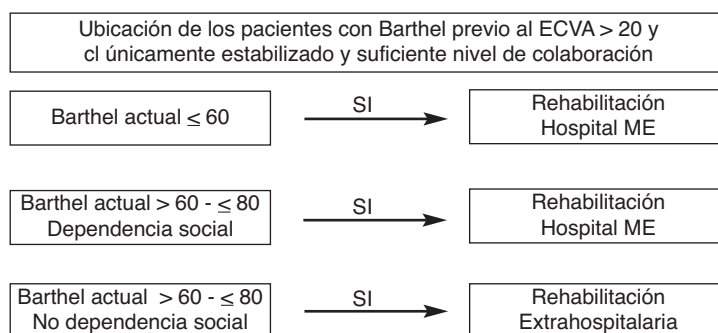 Ubicación de los pacientes con Barthel previo al ECVA > 20 y
cl únicamente estabilizado y suficiente nivel de colaboración
Barthel actual ≤ 60
SI
Rehabilitación
Hospital ME
Barthel actual > 60 - ≤ 80
Dependencia social
SI
Rehabilitación
Hospital ME
Barthel actual > 60 - ≤ 80
No dependencia social
SI
Rehabilitación
Extrahospitalaria